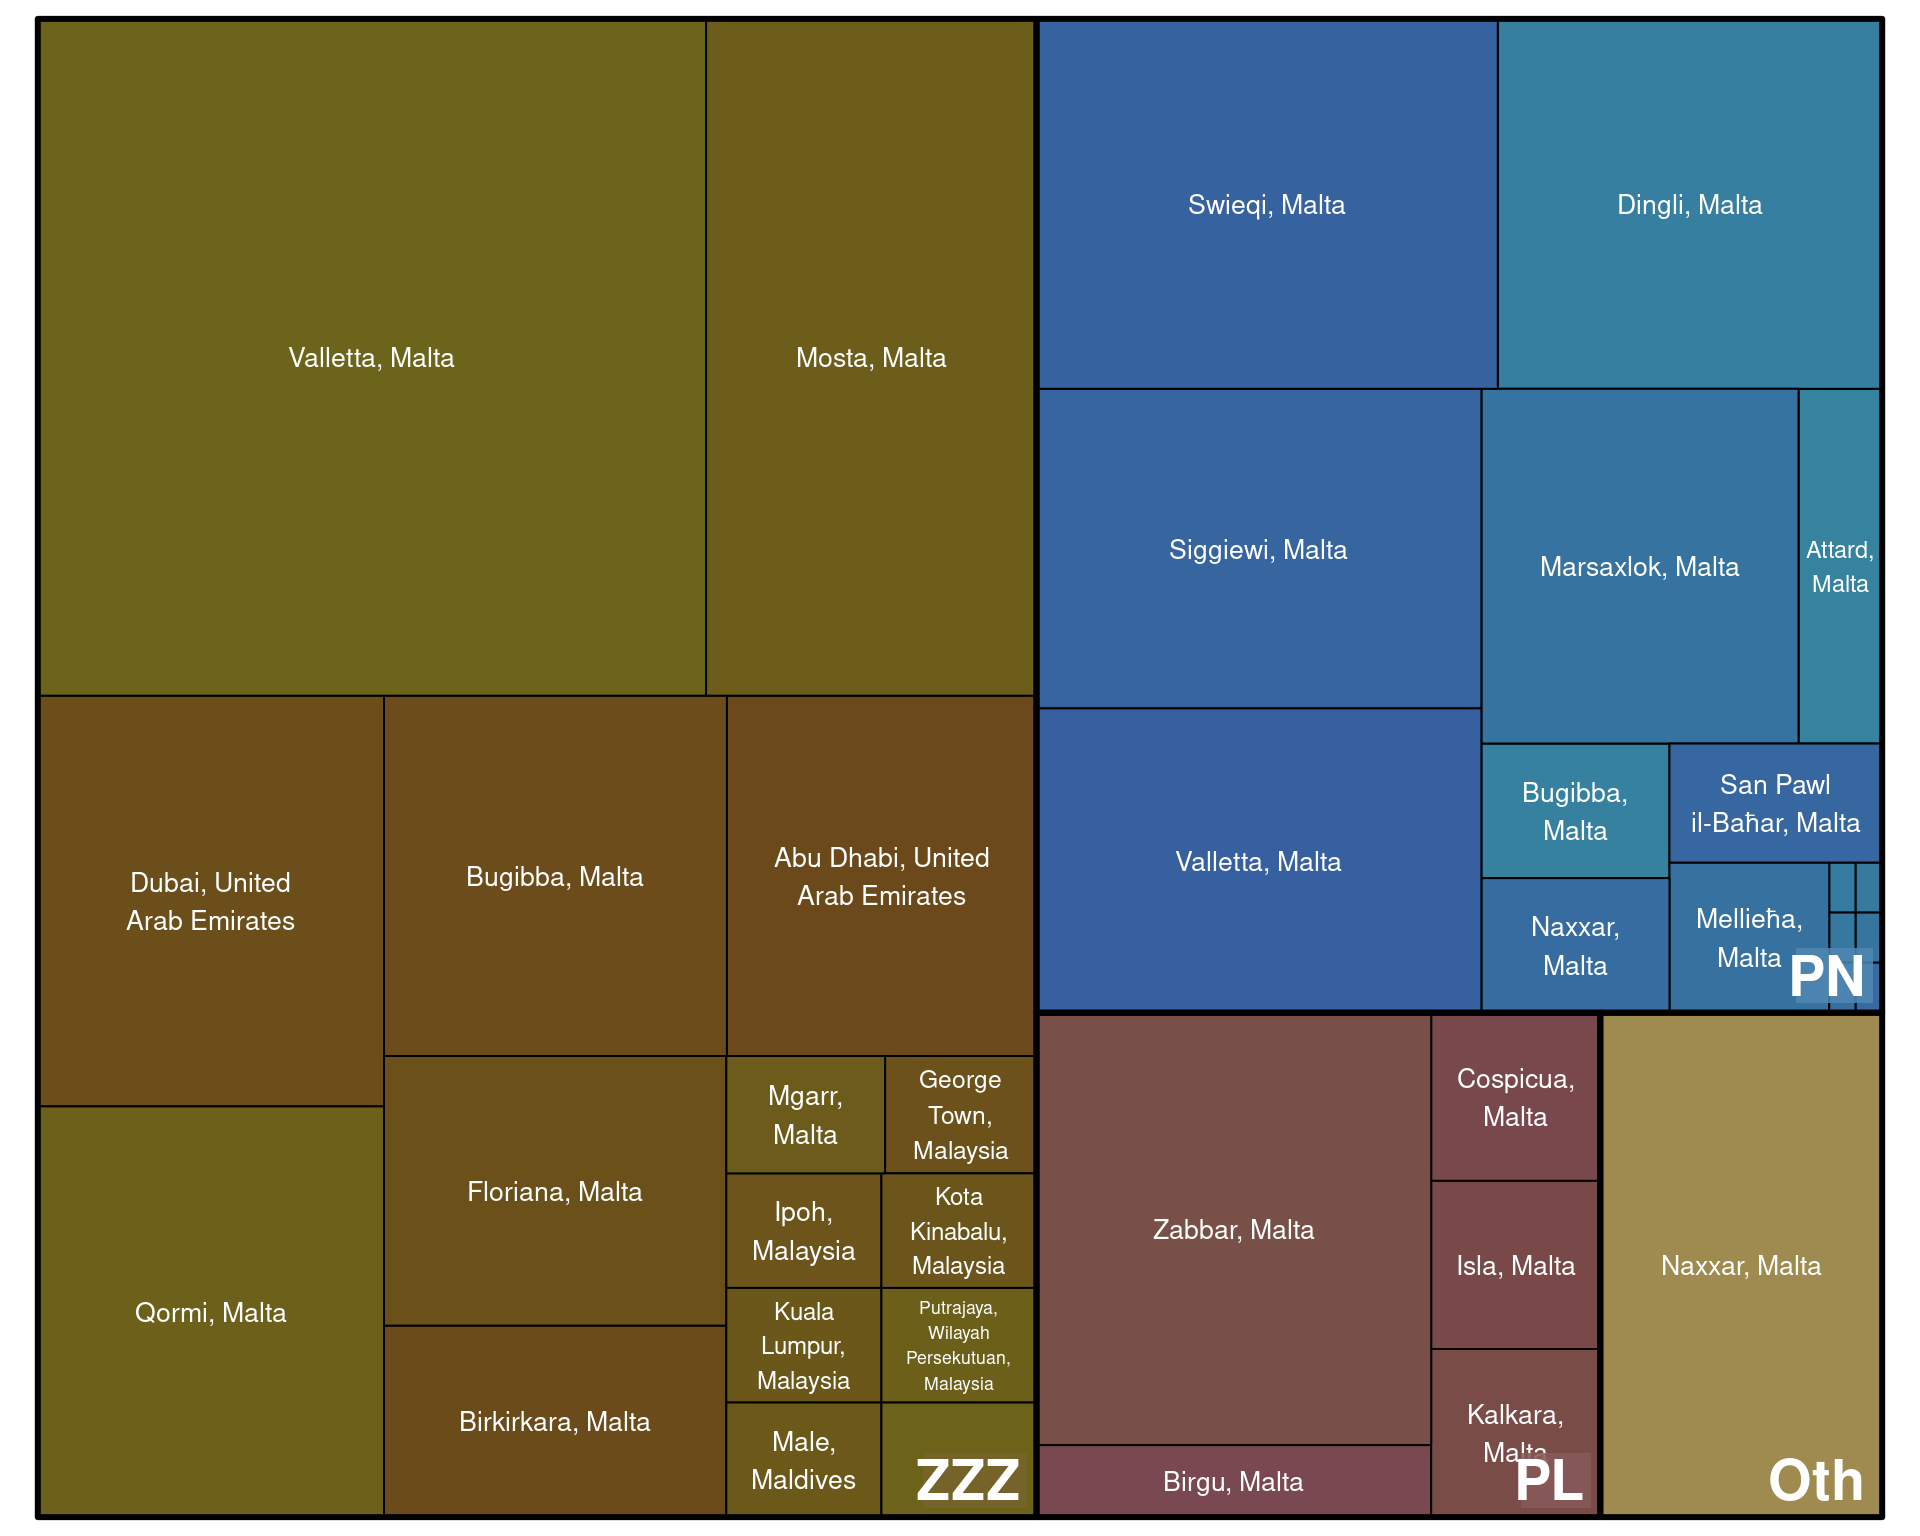 Valletta, Malta
Mosta, Malta
Dubai, United
Arab Emirates
Bugibba, Malta
Abu Dhabi, United
Arab Emirates
Qormi, Malta
Floriana, Malta
Birkirkara, Malta
Mgarr,
Malta
George
Town,
Malaysia
Ipoh,
Malaysia
Kota
Kinabalu,
Malaysia
Kuala
Lumpur,
Malaysia
Putrajaya,
Wilayah
Persekutuan,
Malaysia
Male,
Maldives
ZZZ
Swieqi, Malta
Dingli, Malta
Siggiewi, Malta
Marsaxlok, Malta
Attard,
Malta
Valletta, Malta
Bugibba,
Malta
San Pawl
il-Baħar, Malta
Naxxar,
Malta
Mellieħa,
Malta
PN
Zabbar, Malta
Cospicua,
Malta
Isla, Malta
Kalkara,
Malta
Birgu, Malta
PL
Naxxar, Malta
Oth